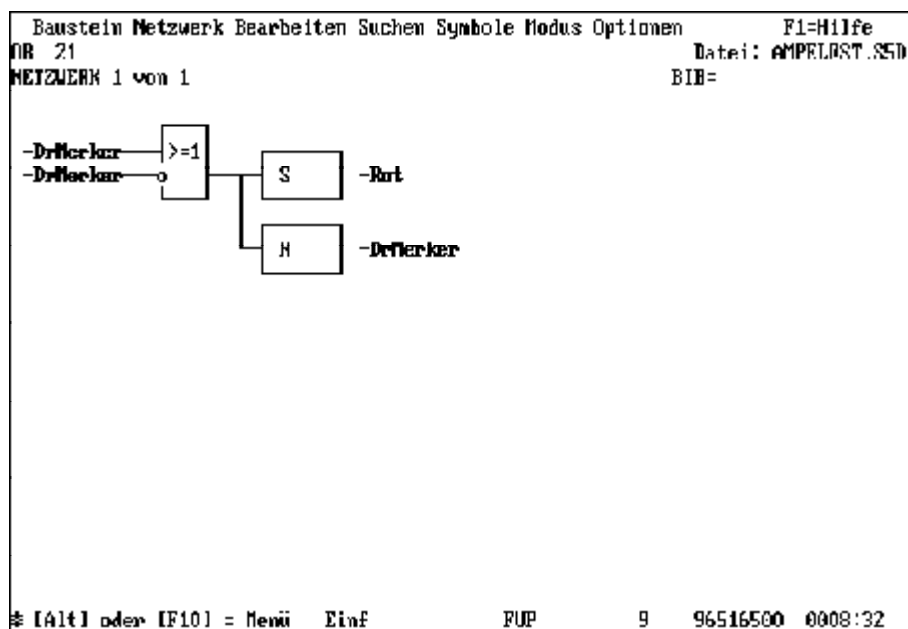 Baustein Netzwerk Bearbeiten Suchen Symbole Modus Optionen F1=Hilfe
OB 21 Datei: AMPELAST.S5D
NETZWERK 1 von 1 BIB=
-DrMerker >=1
-DrMerker S -Rot
-DrMerker
* [Alt] oder [F10] = Menü Einf FUP 9 96516500 0008:32